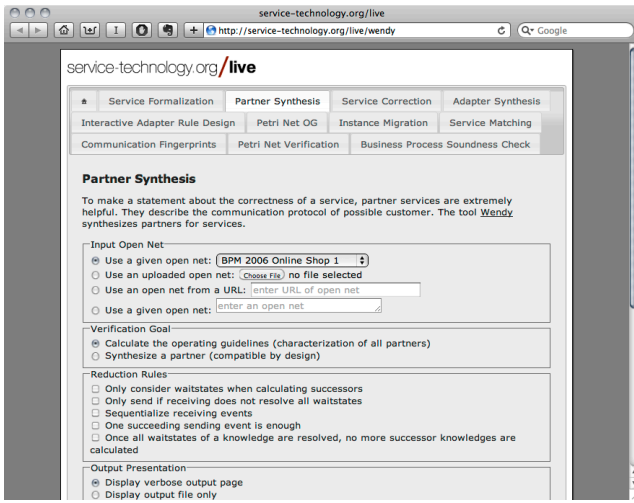 service-technology.org/live
http://service-technology.org/live/wendy
Google
service-technology.org/live
Service Formalization Partner Synthesis Service Correction Adapter Synthesis
Interactive Adapter Rule Design Petri Net OG Instance Migration Service Matching
Communication Fingerprints Petri Net Verification Business Process Soundness Check
Partner Synthesis
To make a statement about the correctness of a service, partner services are extremely
helpful. They describe the communication protocol of possible customer. The tool Wendy
synthesizes partners for services.
Input Open Net
Use a given open net: BPM 2006 Online Shop 1
Use an uploaded open net: Choose File no file selected
Use an open net from a URL: enter URL of open net
Use a given open net: enter an open net
Verification Goal
Calculate the operating guidelines (characterization of all partners)
Synthesize a partner (compatible by design)
Reduction Rules
Only consider waitstates when calculating successors
Only send if receiving does not resolve all waitstates
Sequentialize receiving events
One succeeding sending event is enough
Once all waitstates of a knowledge are resolved, no more successor knowledges are
calculated
Output Presentation
Display verbose output page
Display output file only